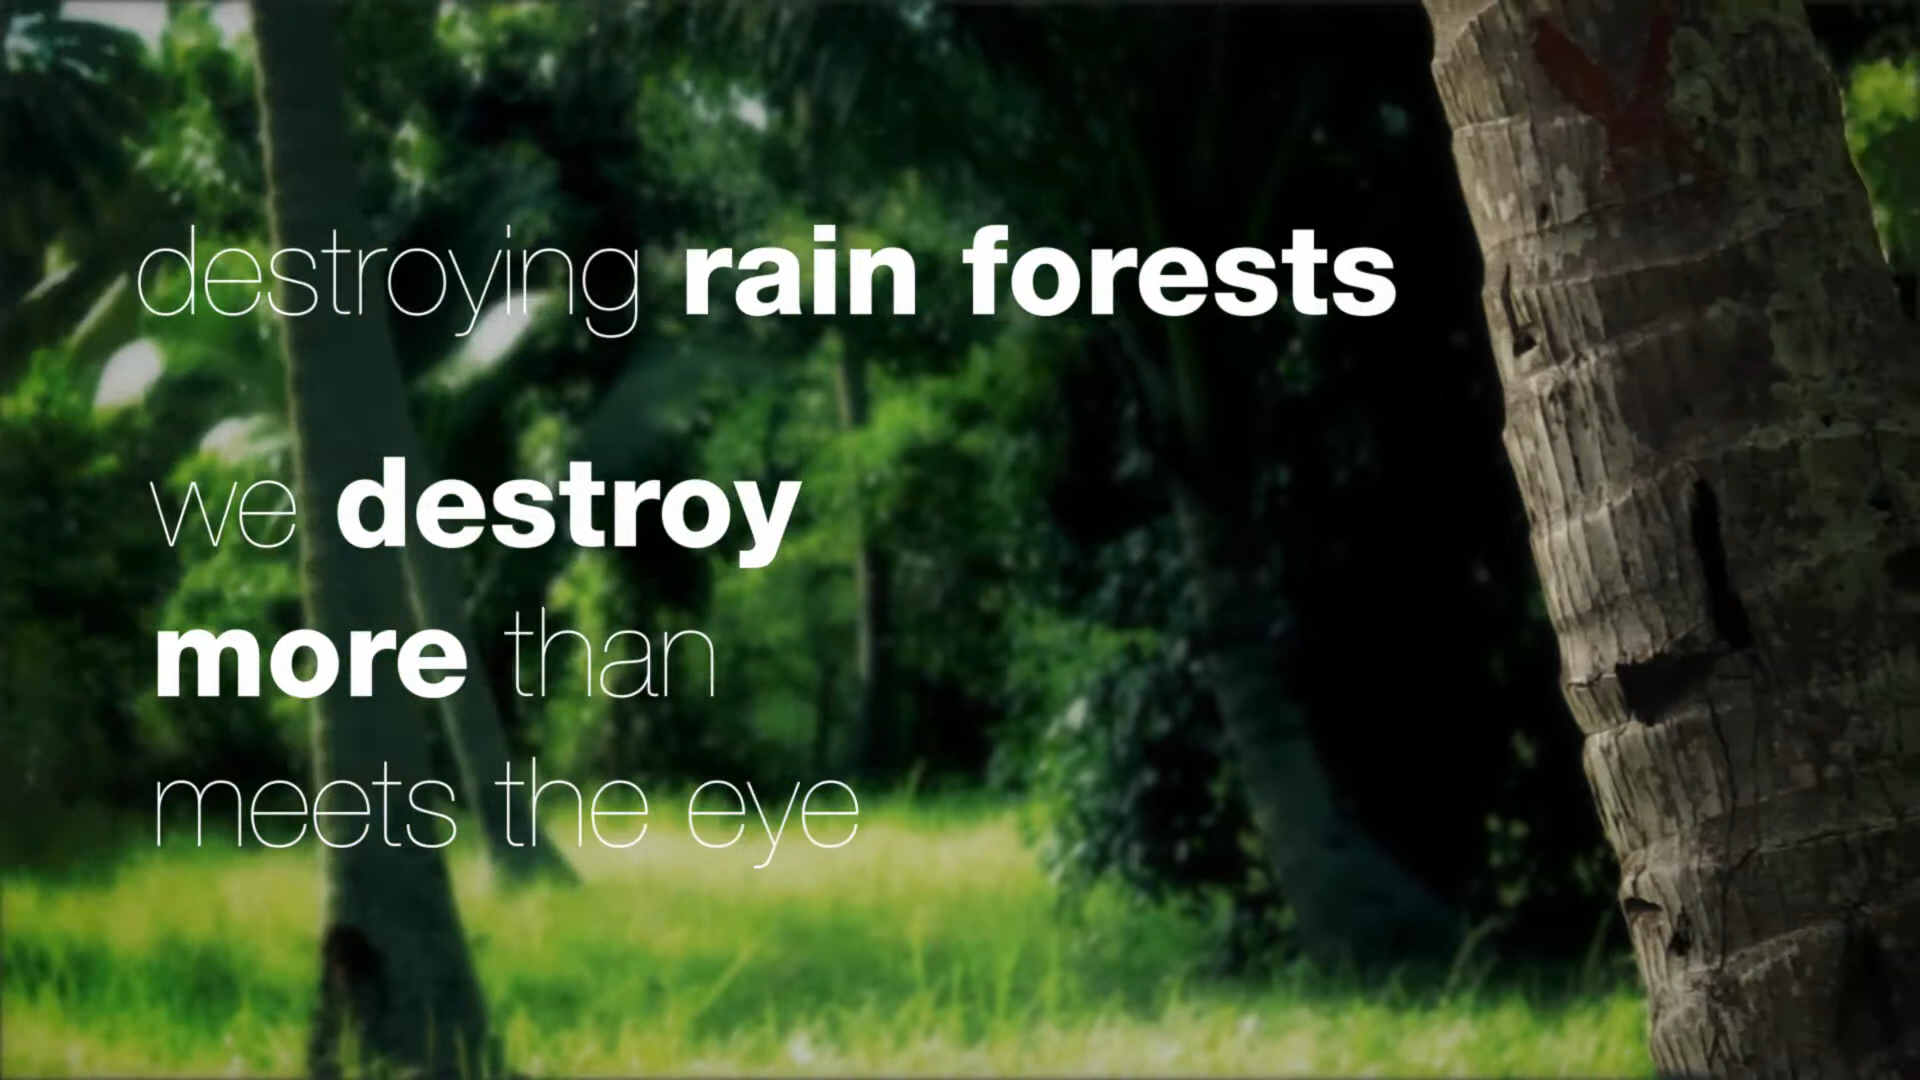 destroying rain forests
we destroy
more than
meets the eye